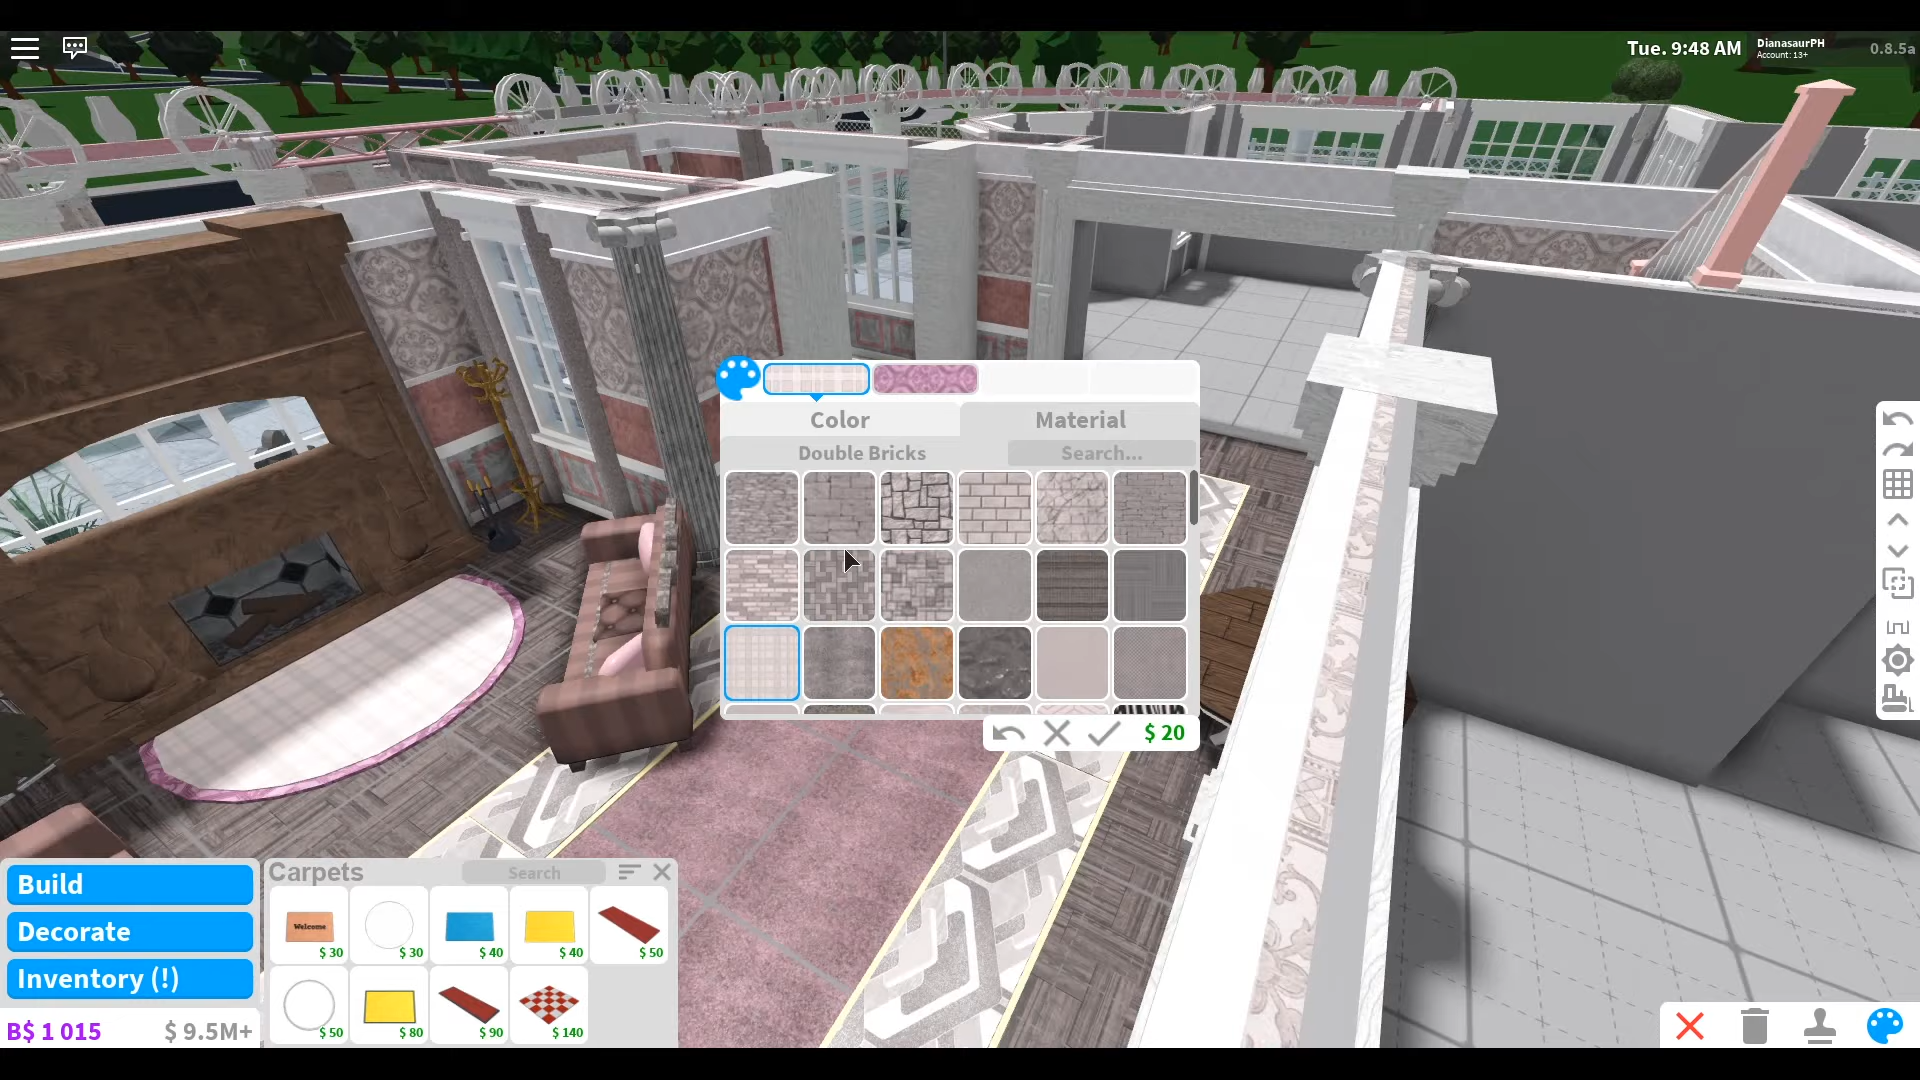 Tue. 9:48 AM
DianasaurPH
Account: 13+
0.8.5a
Color
Material
Double Bricks
Search...
$ 20
Build
Decorate
Inventory (!)
B$ 1 015
$ 9.5M+
Carpets
Search
Welcome
$ 30
$ 30
$ 40
$ 40
$ 50
$ 50
$ 80
$ 90
$ 140